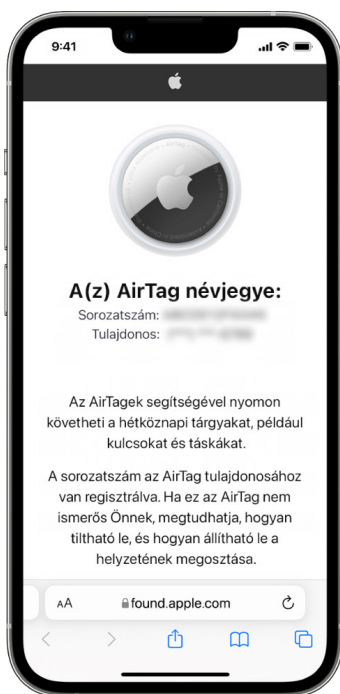 9:41
A(z) AirTag névjegye:
Sorozatszám:
Tulajdonos:
Az AirTagek segítségével nyomon
követheti a hétköznapi tárgyakat, például
kulcsokat és táskákat.
A sorozatszám az AirTag tulajdonosához
van regisztrálva. Ha ez az AirTag nem
ismerős Önnek, megtudhatja, hogyan
tiltható le, és hogyan állítható le a
helyzetének megosztása.
AA found.apple.com